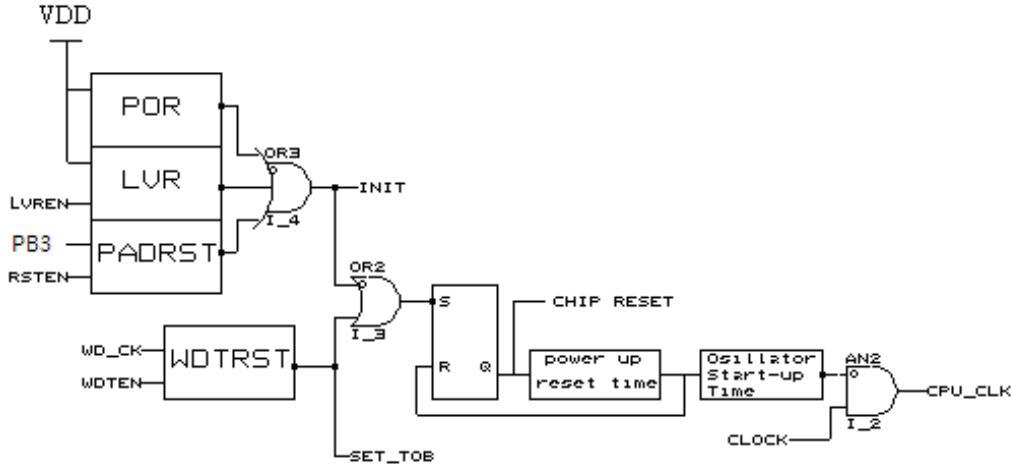 VDD
POR
OR3
LVR
INIT
LVREN
I_4
PB3
PADRST
RSTEN
OR2
S
CHIP RESET
I_3
WD_CK
WDTRST
WDTEN
R Q
power up
reset time
Osillator
Start-up
Time
AN2
CPU_CLK
I_2
CLOCK
SET_TOB